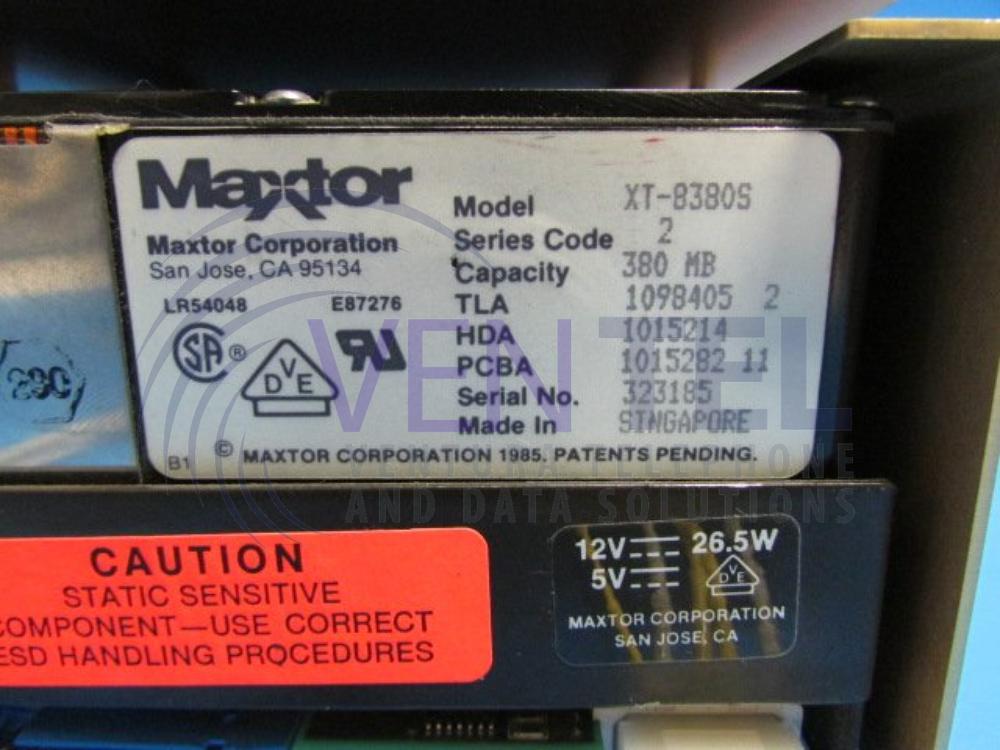 Maxtor
Maxtor Corporation
San Jose, CA 95134
LR54048 E87276
SA ®
VDE
UR
Model XT-8380S
Series Code 2
Capacity 380 MB
TLA 1098405 2
HDA 1015214
PCBA 1015282 11
Serial No. 323185
Made In SINGAPORE
B1 © MAXTOR CORPORATION 1985. PATENTS PENDING.
VENTEL
VENTURA TELEPHONE
AND DATA SOLUTIONS
CAUTION
STATIC SENSITIVE
COMPONENT—USE CORRECT
ESD HANDLING PROCEDURES
12V 26.5W
5V VDE
MAXTOR CORPORATION
SAN JOSE, CA